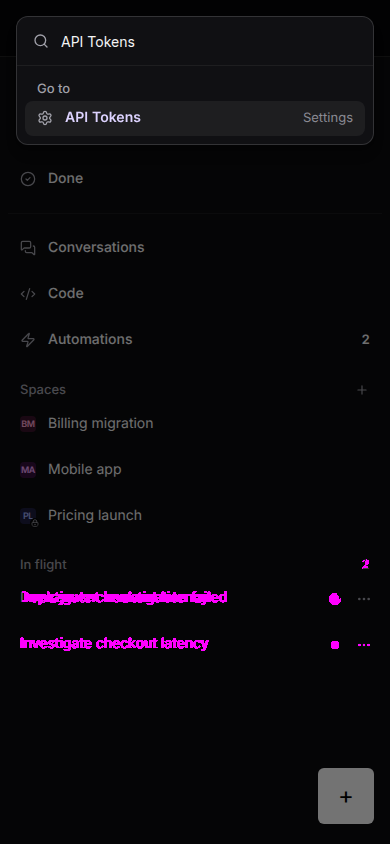 API Tokens
Go to
API Tokens Settings
Done
Conversations
Code
Automations 2
Spaces +
BM Billing migration
MA Mobile app
PL Pricing launch
In flight
Investigate checkout latency ...
+